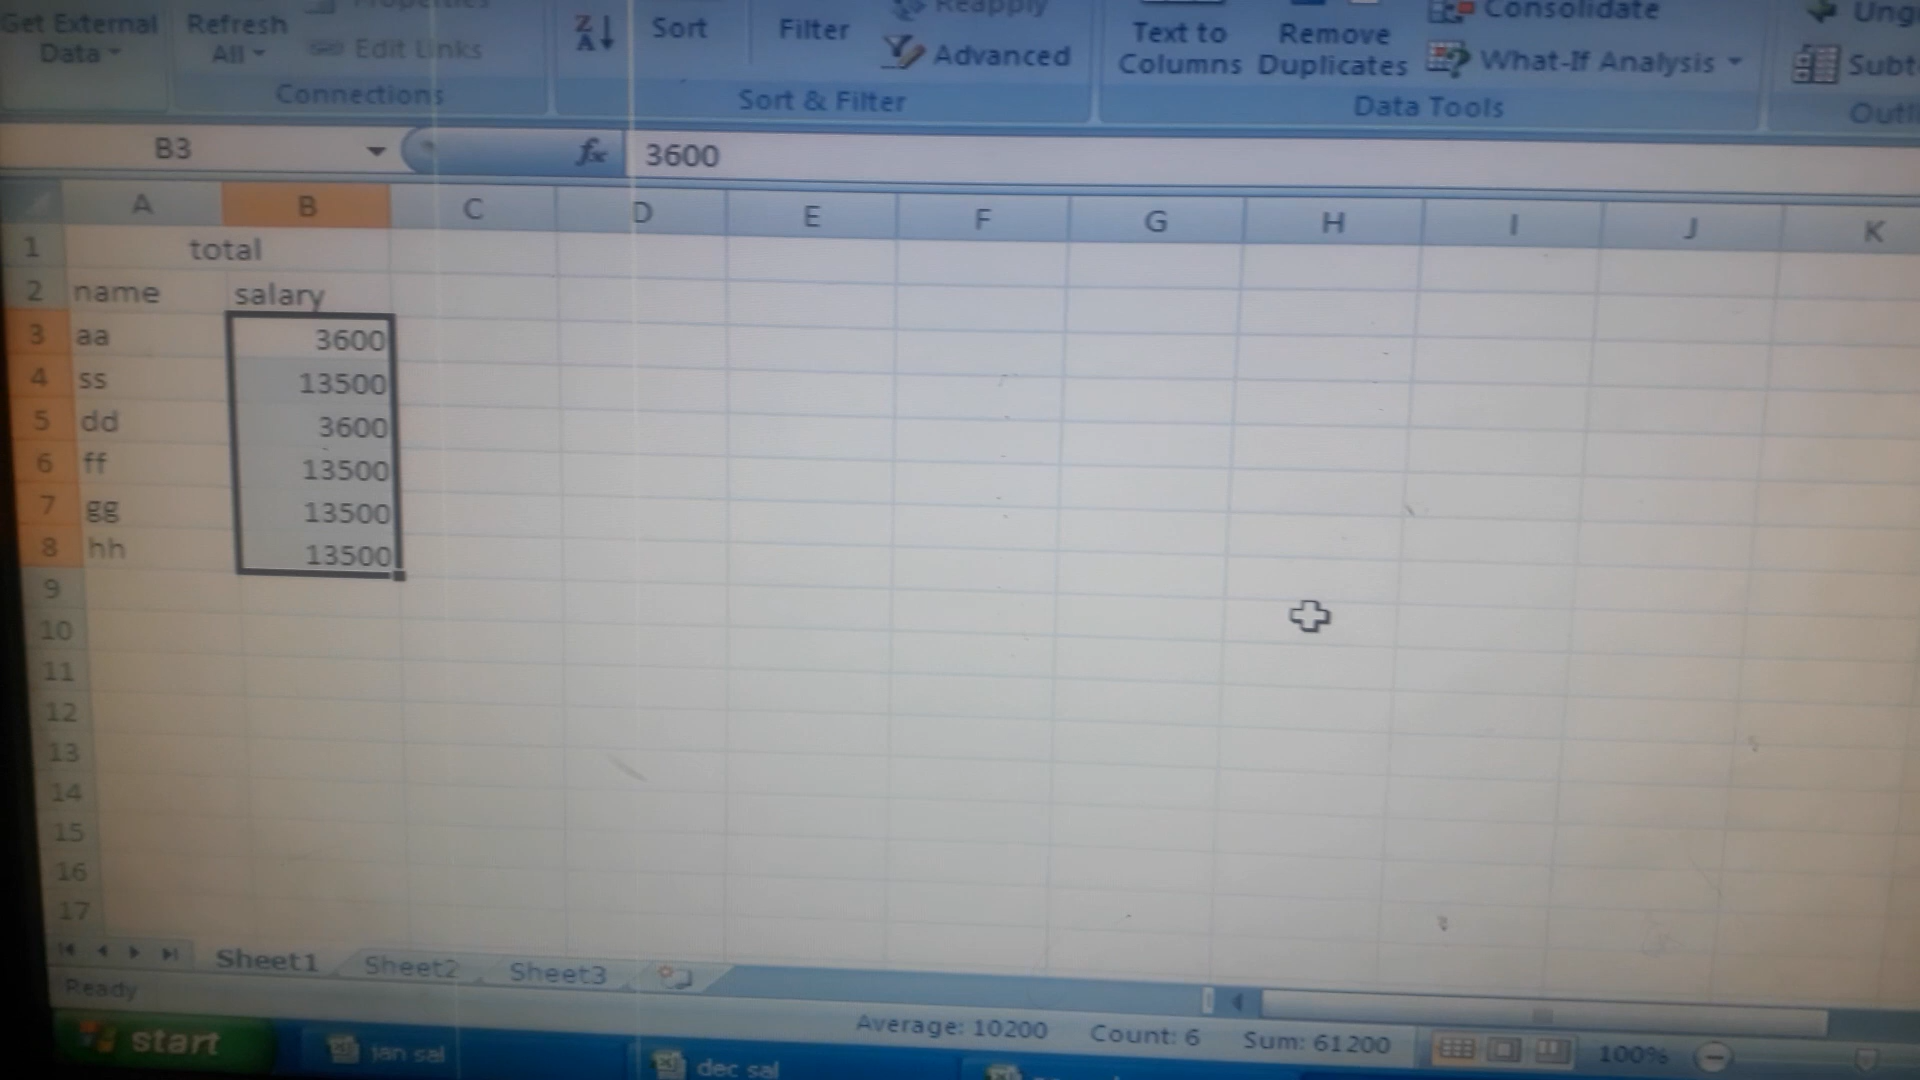 Get External Data
Refresh All
Properties
Edit Links
Connections
Z A
Sort
Filter
Reapply
Advanced
Sort & Filter
Text to Columns
Remove Duplicates
Consolidate
What-If Analysis
Data Tools
B3
fx
3600
A B C D E F G H I J K
1 total
2 name salary
3 aa 3600
4 ss 13500
5 dd 3600
6 ff 13500
7 gg 13500
8 hh 13500
9
10
11
12
13
14
15
16
17
Sheet1 Sheet2 Sheet3
Ready
Average: 10200 Count: 6 Sum: 61200 100%
start jan sal dec sal